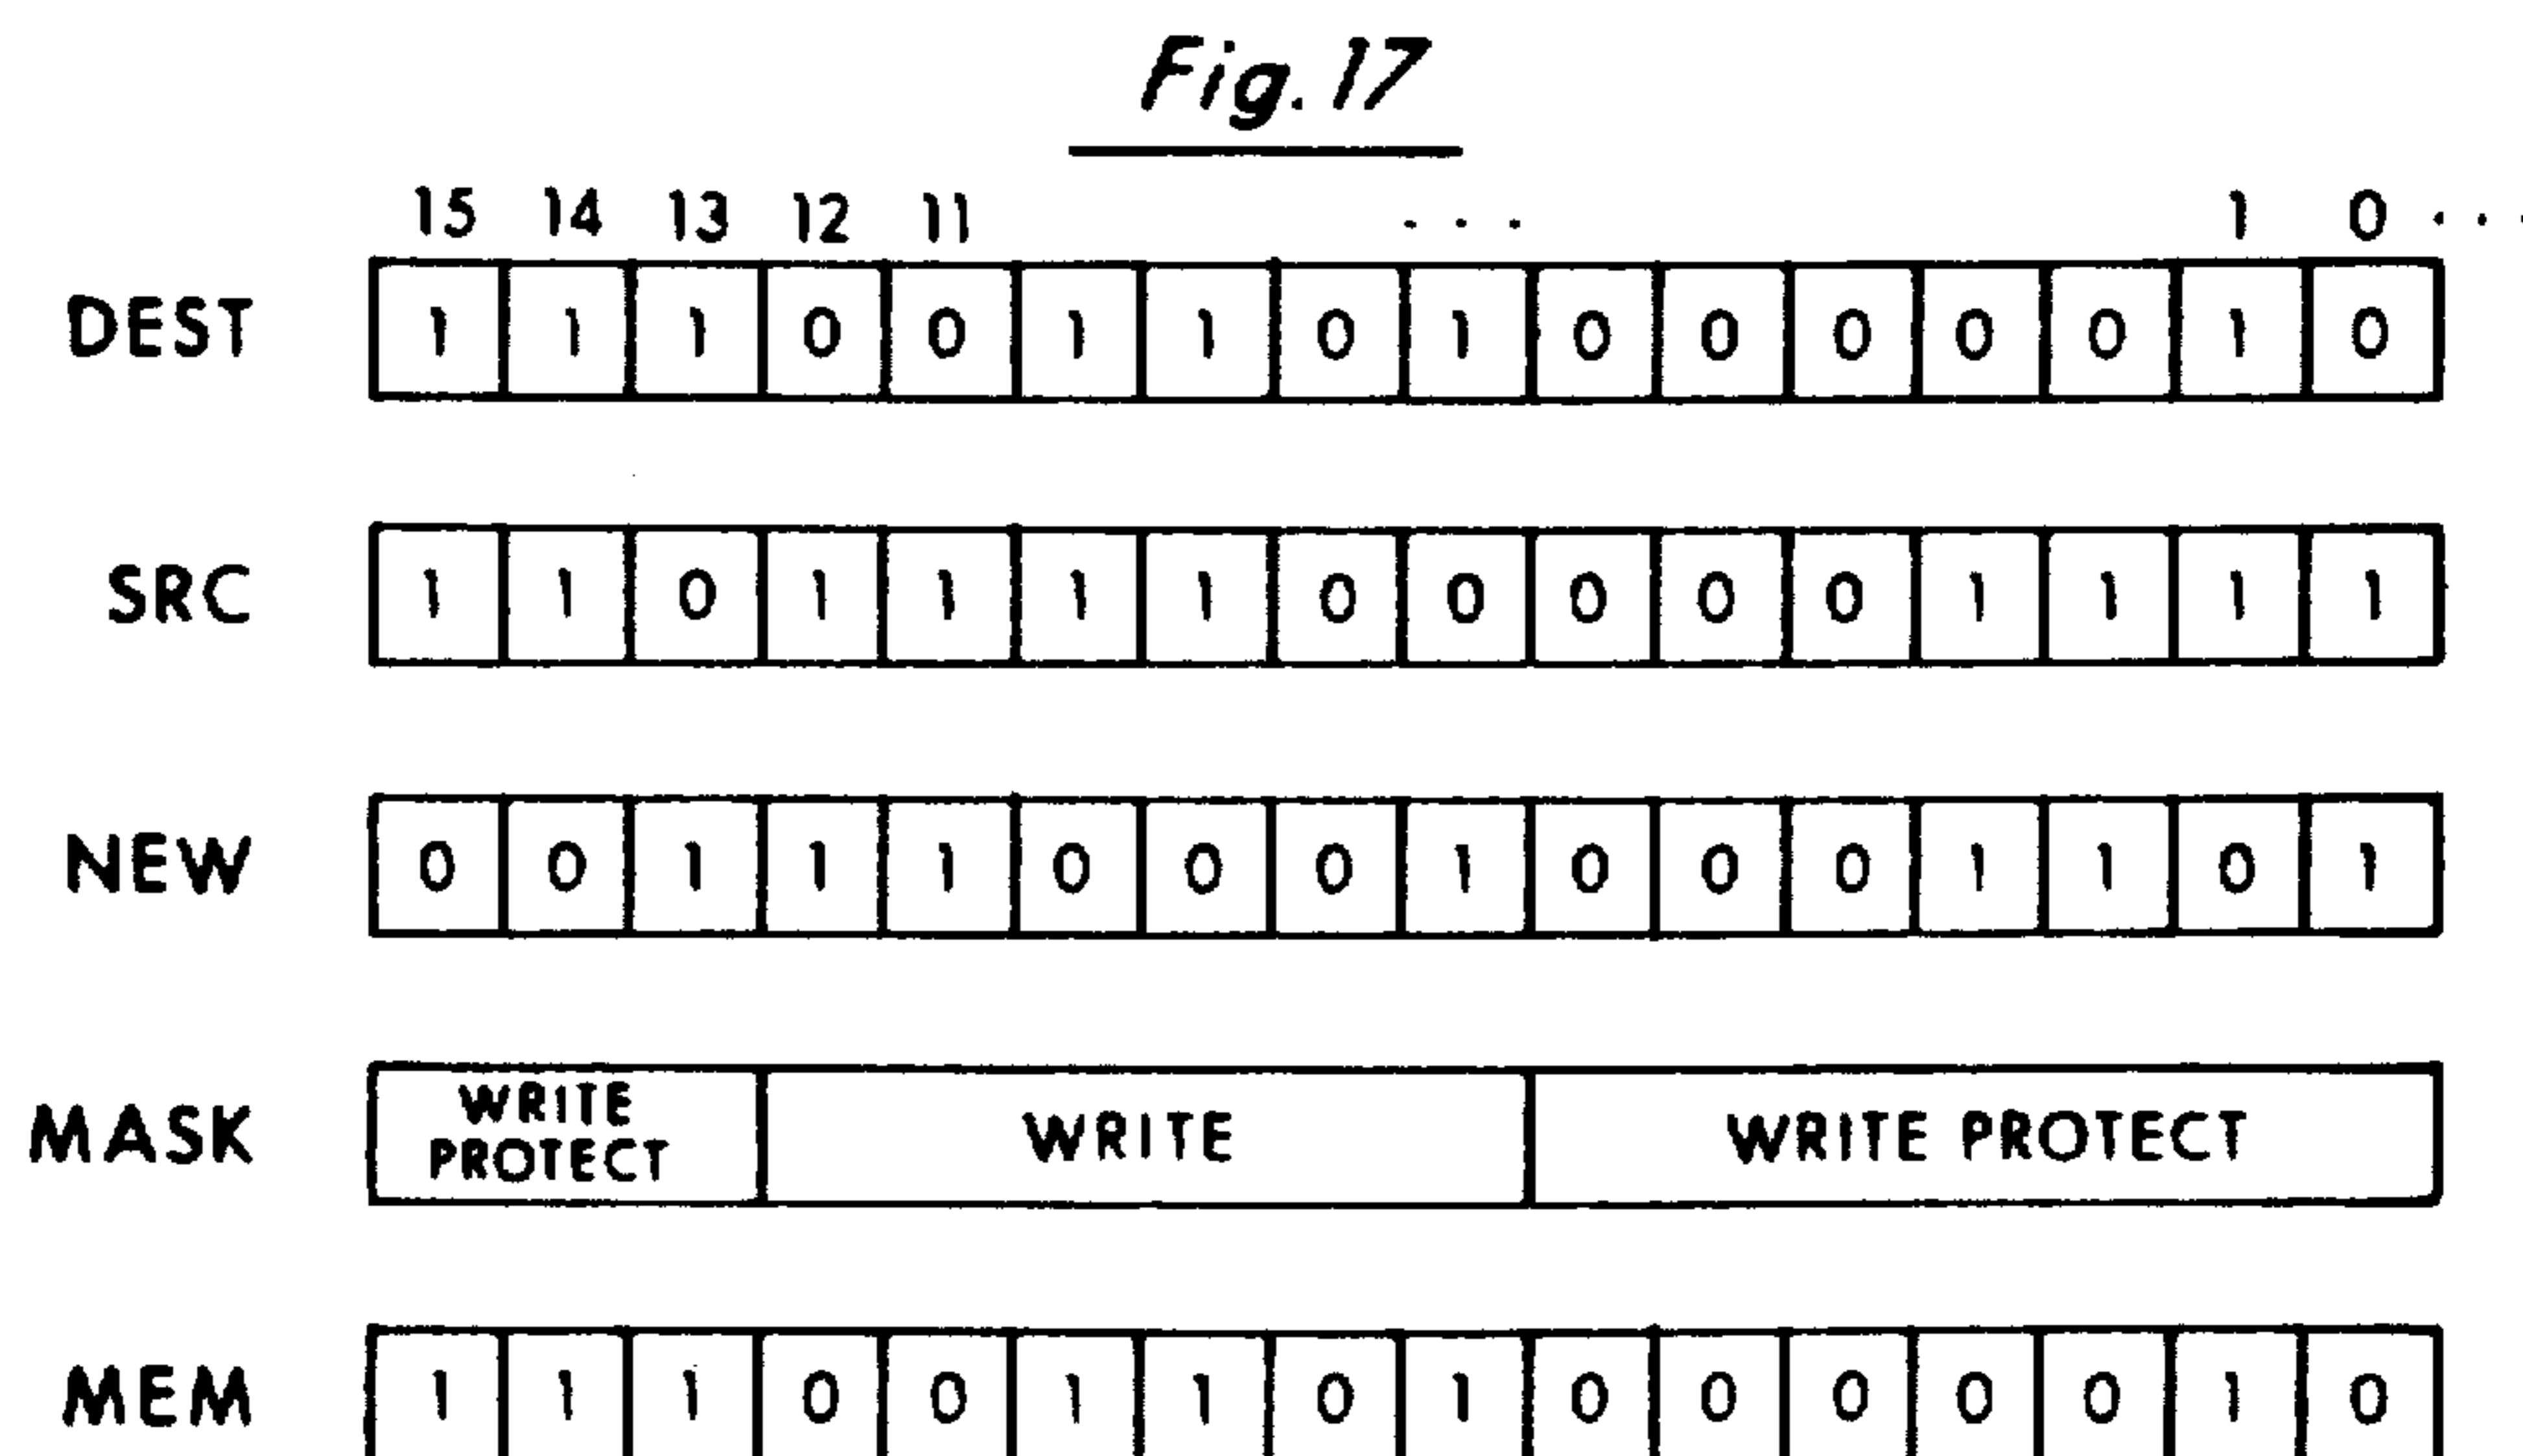 Fig. 17
15 14 13 12 11 . . . 1 0 . . .
DEST 1 1 1 0 0 1 1 0 1 0 0 0 0 0 1 0
SRC 1 1 0 1 1 1 1 0 0 0 0 0 1 1 1 1
NEW 0 0 1 1 1 0 0 0 1 0 0 0 1 1 0 1
MASK WRITE PROTECT WRITE WRITE PROTECT
MEM 1 1 1 0 0 1 1 0 1 0 0 0 0 0 1 0